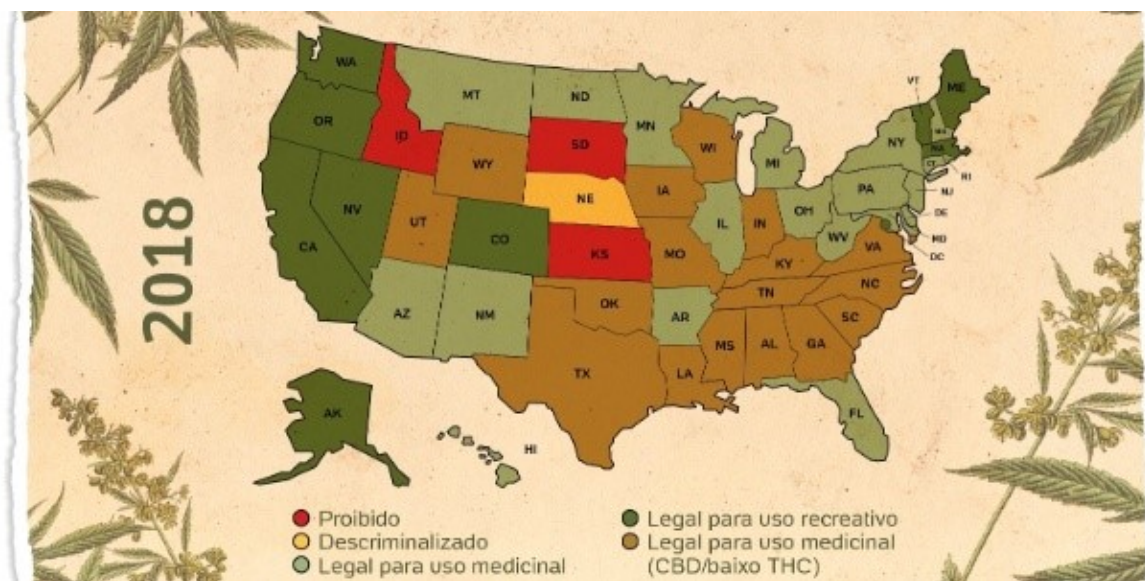 2018
WA
OR
CA
NV
ID
MT
WY
UT
CO
AZ
NM
ND
SD
NE
KS
OK
TX
MN
IA
MO
AR
LA
WI
IL
MI
IN
OH
KY
TN
MS
AL
GA
FL
SC
NC
VA
WV
PA
NY
VT
ME
NH
MA
CT
RI
NJ
DE
MD
DC
AK
HI
Proibido
Descriminalizado
Legal para uso medicinal
Legal para uso recreativo
Legal para uso medicinal
(CBD/baixo THC)